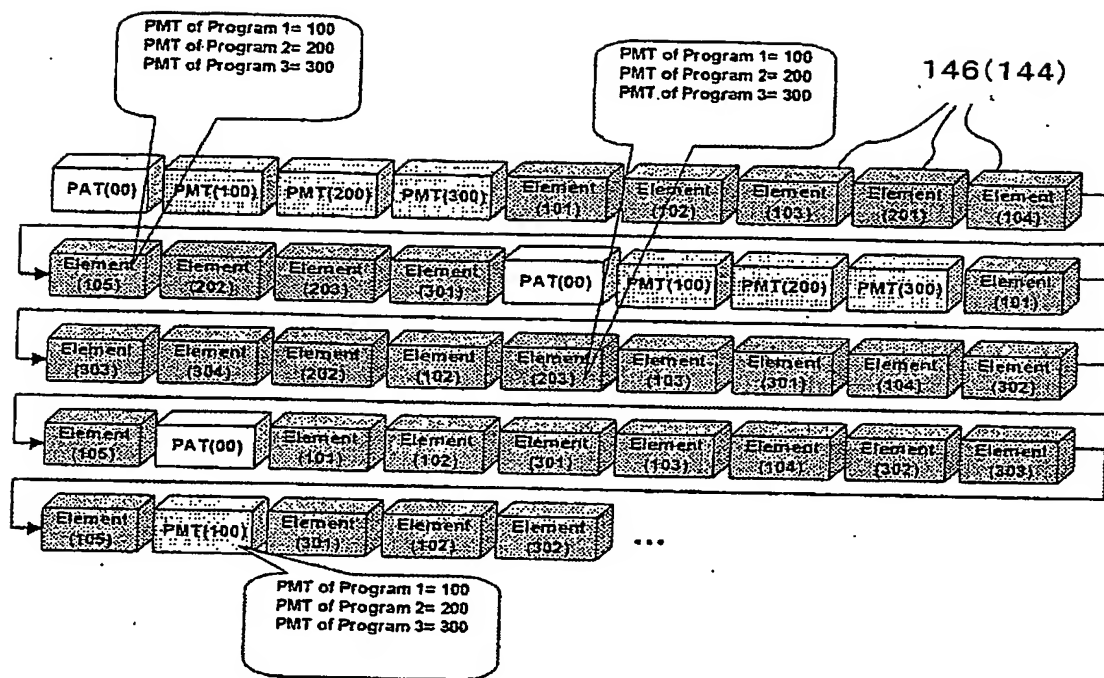 PMT of Program 1= 100
PMT of Program 2= 200
PMT of Program 3= 300
PMT of Program 1= 100
PMT of Program 2= 200
PMT of Program 3= 300
146(144)
PAT(00)
PMT(100)
PMT(200)
PMT(300)
Element
(101)
Element
(102)
Element
(103)
Element
(201)
Element
(104)
Element
(105)
Element
(202)
Element
(203)
Element
(301)
PAT(00)
PMT(100)
PMT(200)
PMT(300)
Element
(101)
Element
(303)
Element
(304)
Element
(202)
Element
(102)
Element
(203)
Element
(103)
Element
(301)
Element
(104)
Element
(302)
Element
(105)
PAT(00)
Element
(101)
Element
(102)
Element
(301)
Element
(103)
Element
(104)
Element
(302)
Element
(303)
Element
(105)
PMT(100)
Element
(301)
Element
(102)
Element
(302)
...
PMT of Program 1= 100
PMT of Program 2= 200
PMT of Program 3= 300